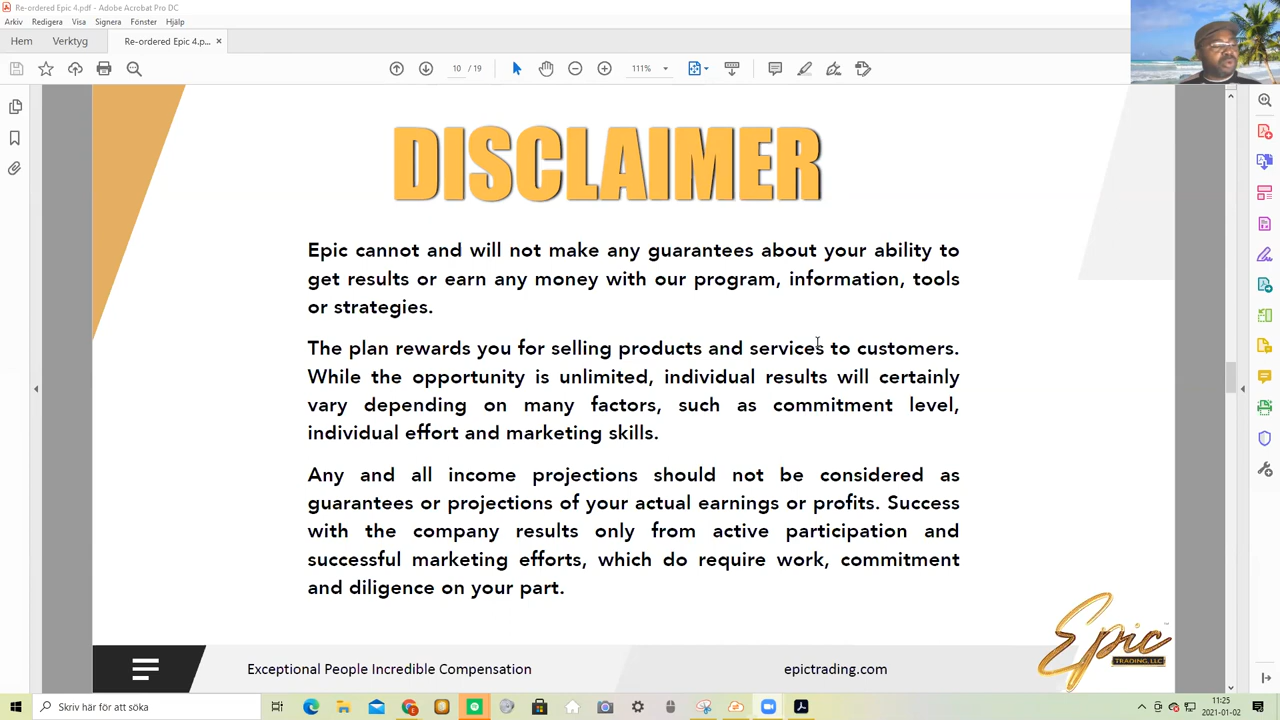 Re-ordered Epic 4.pdf - Adobe Acrobat Pro DC
Arkiv Redigera Visa Signera Fönster Hjälp
Hem Verktyg Re-ordered Epic 4.p... ×
10 / 19 111%
DISCLAIMER
Epic cannot and will not make any guarantees about your ability to
get results or earn any money with our program, information, tools
or strategies.
The plan rewards you for selling products and services to customers.
While the opportunity is unlimited, individual results will certainly
vary depending on many factors, such as commitment level,
individual effort and marketing skills.
Any and all income projections should not be considered as
guarantees or projections of your actual earnings or profits. Success
with the company results only from active participation and
successful marketing efforts, which do require work, commitment
and diligence on your part.
Epic
TRADING, LLC
Exceptional People Incredible Compensation epictrading.com
Skriv här för att söka
11:25
2021-01-02